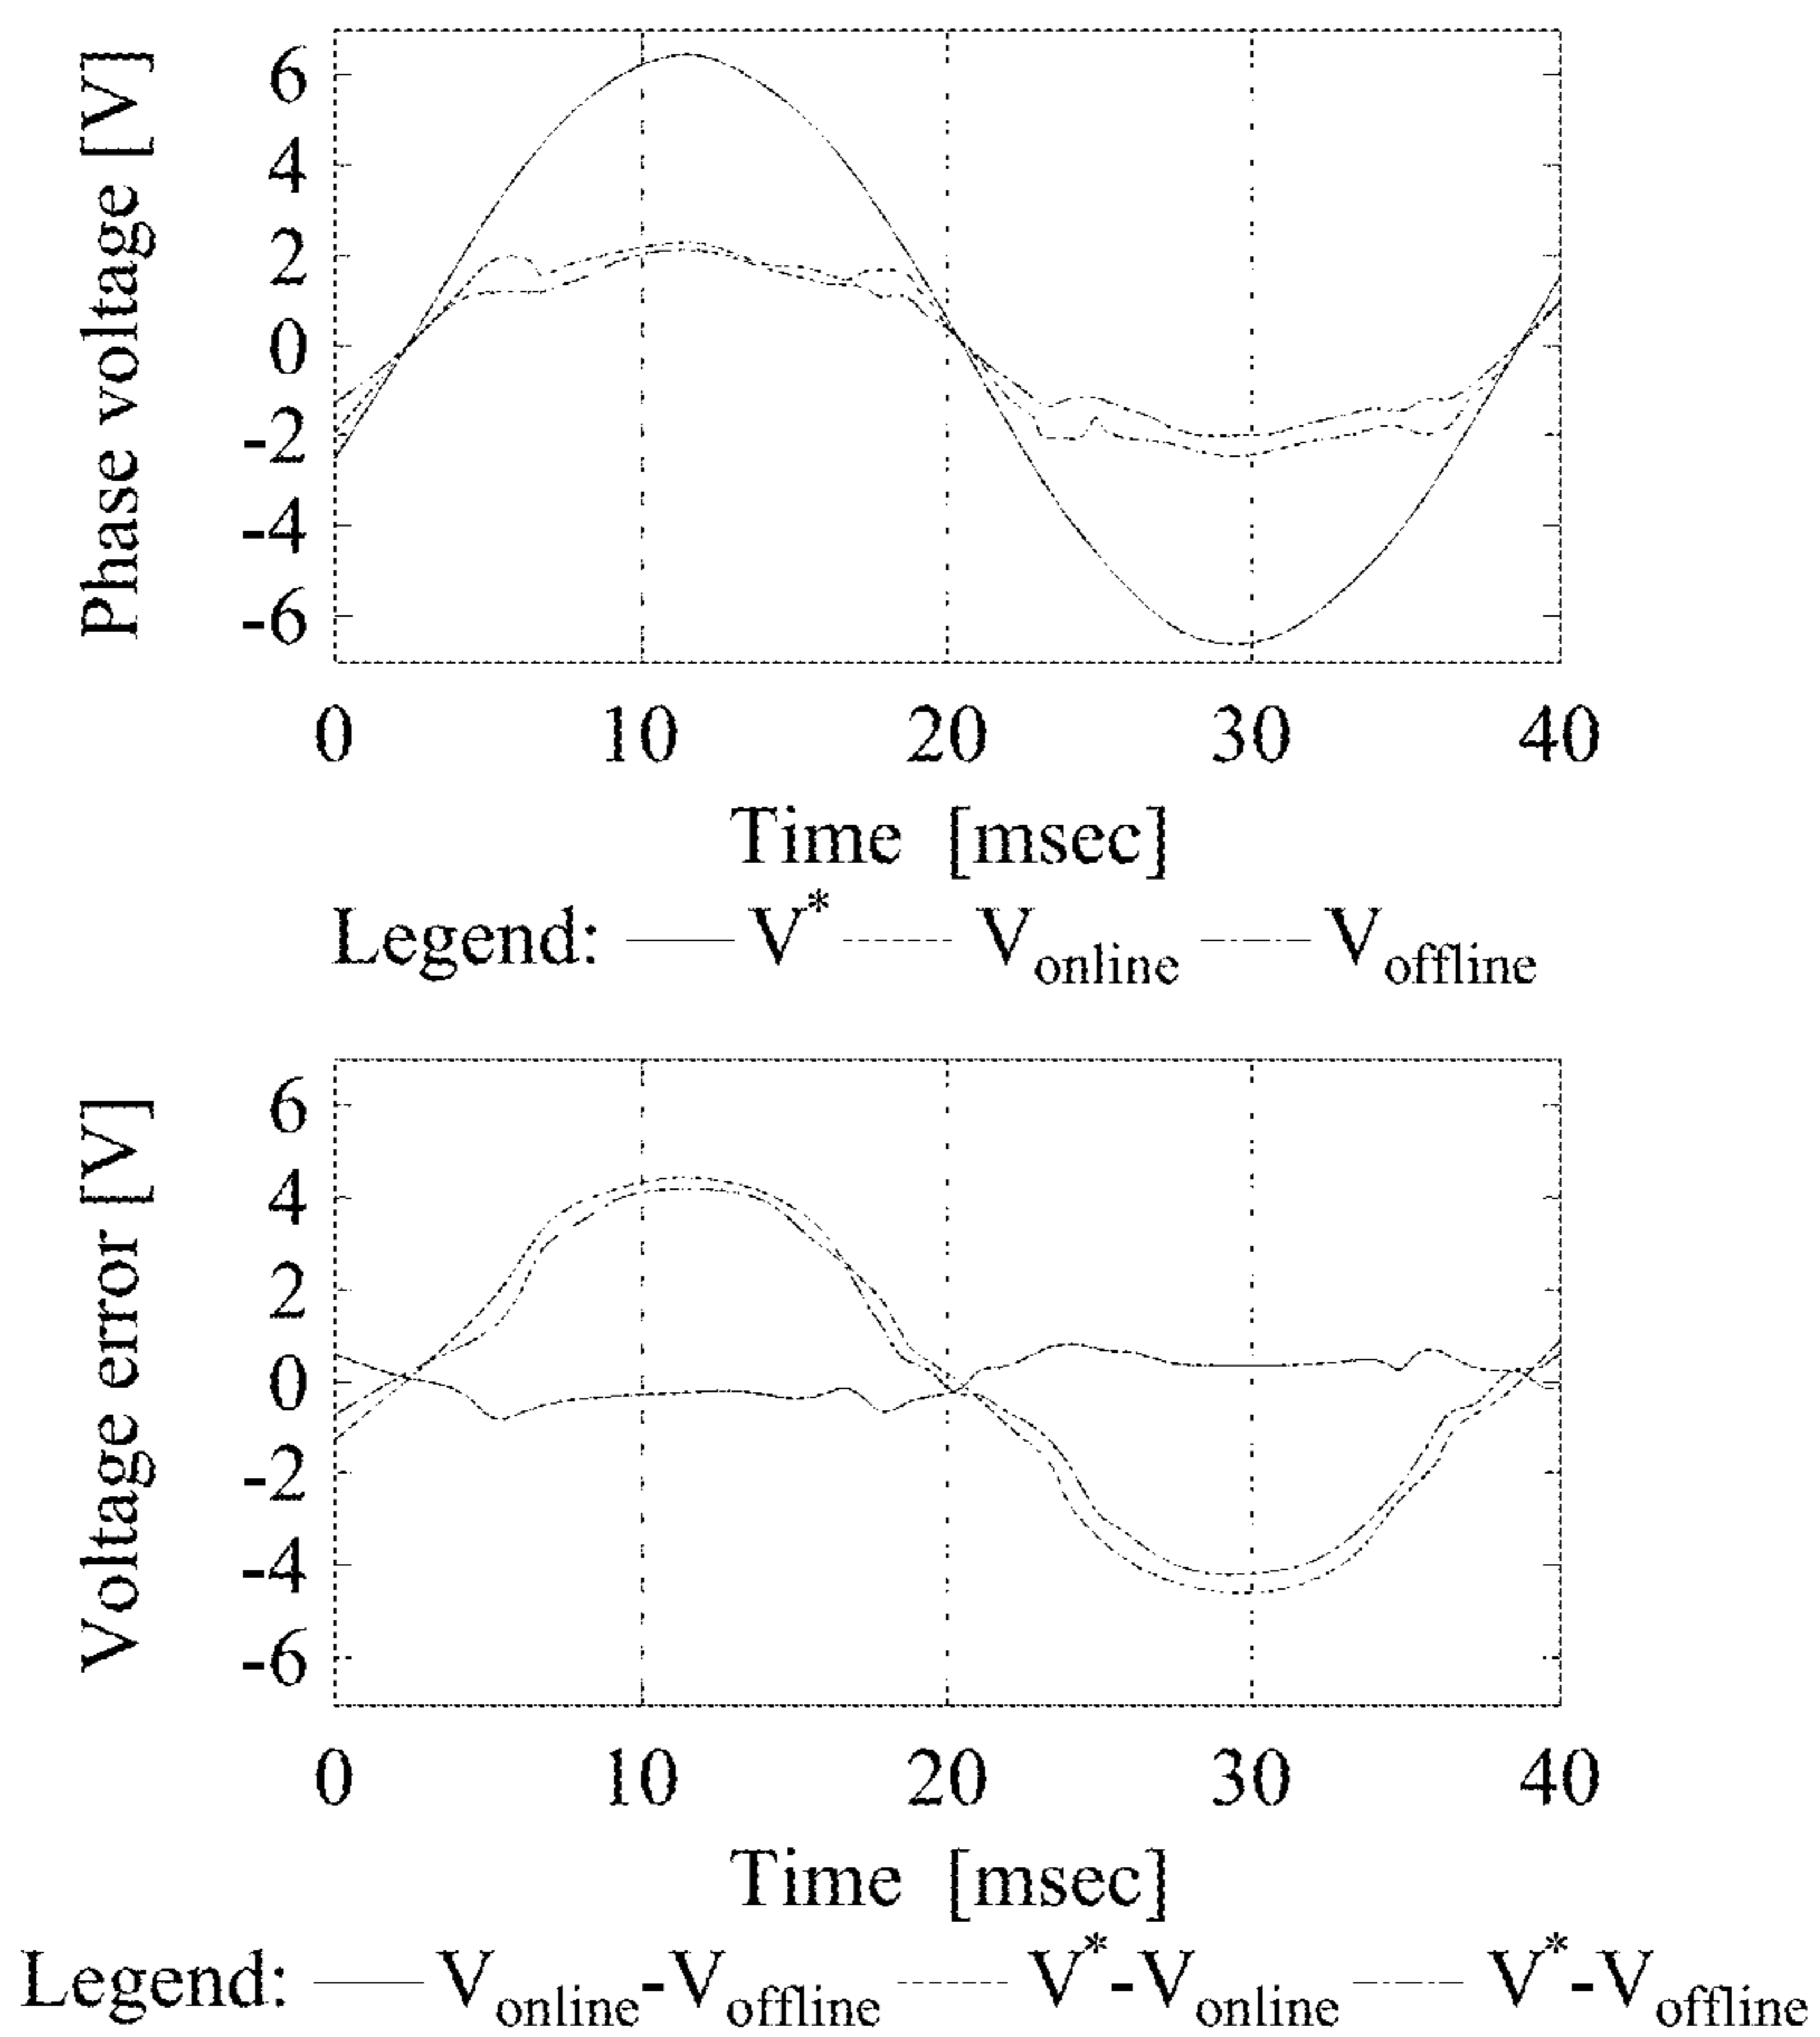 Phase voltage [V]
6
4
2
0
-2
-4
-6
0 10 20 30 40
Time [msec]
Legend: V* Vonline Voffline
Voltage error [V]
6
4
2
0
-2
-4
-6
0 10 20 30 40
Time [msec]
Legend: Vonline-Voffline V*-Vonline V*-Voffline